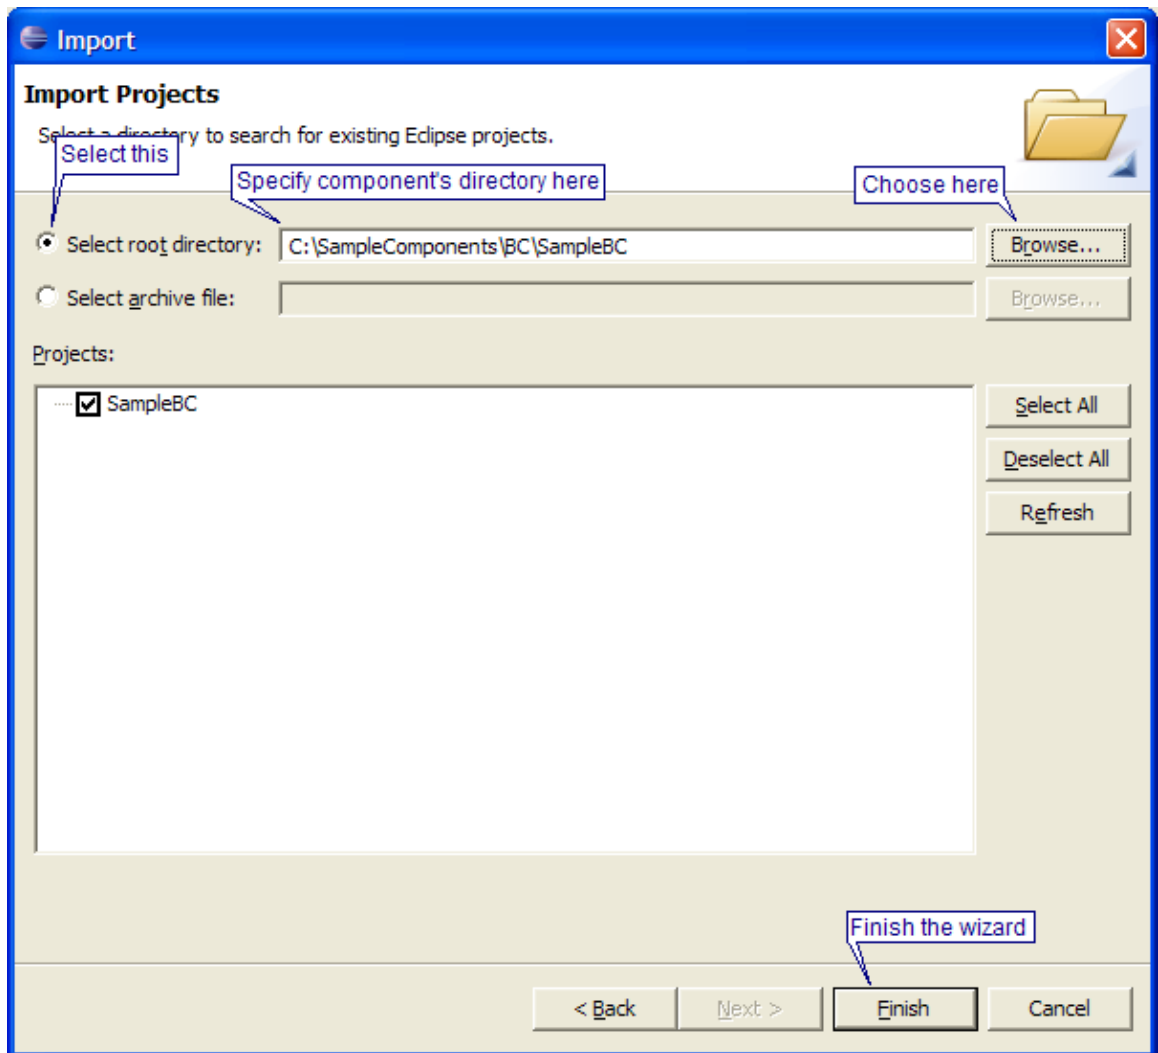 Import
Import Projects
Select a directory to search for existing Eclipse projects.
Select this
Specify component's directory here
Choose here
Select root directory: C:\SampleComponents\BC\SampleBC Browse...
Select archive file: Browse...
Projects:
SampleBC
Select All
Deselect All
Refresh
Finish the wizard
< Back Next > Finish Cancel